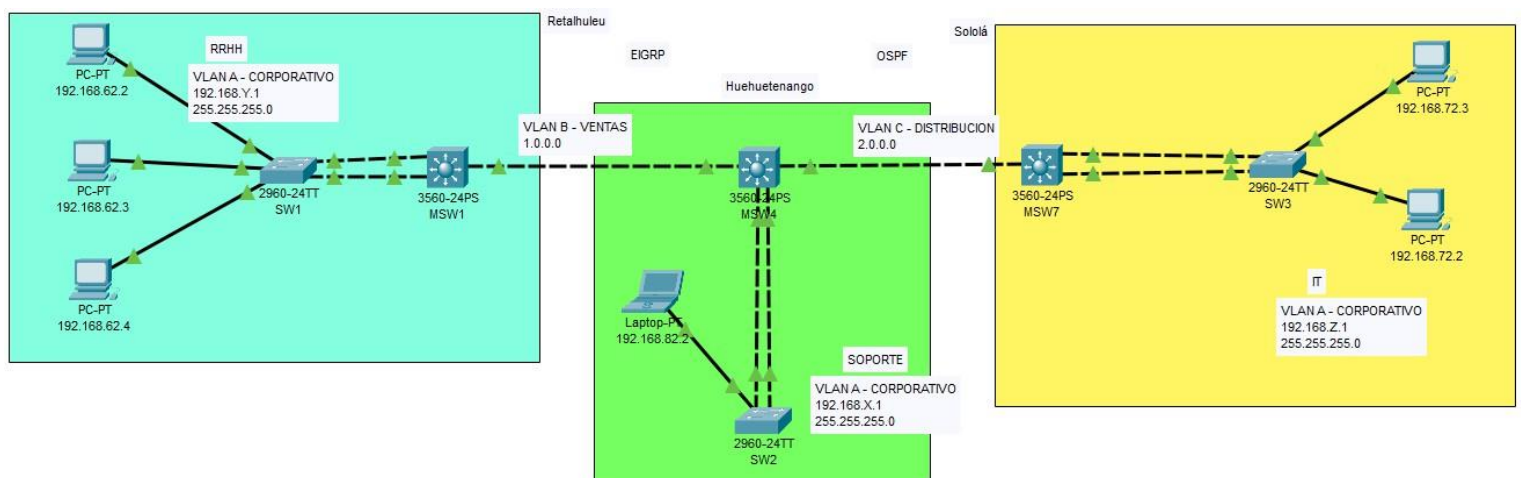 Retalhuleu
RRHH
VLAN A - CORPORATIVO
192.168.Y.1
255.255.255.0
PC-PT
192.168.62.2
PC-PT
192.168.62.3
PC-PT
192.168.62.4
2960-24TT
SW1
3560-24PS
MSW1
EIGRP
VLAN B - VENTAS
1.0.0.0
OSPF
Huehuetenango
VLAN C - DISTRIBUCION
2.0.0.0
3560-24PS
MSW4
Laptop-PT
192.168.82.2
SOPORTE
VLAN A - CORPORATIVO
192.168.X.1
255.255.255.0
2960-24TT
SW2
Sololá
3560-24PS
MSW7
2960-24TT
SW3
PC-PT
192.168.72.3
PC-PT
192.168.72.2
IT
VLAN A - CORPORATIVO
192.168.Z.1
255.255.255.0